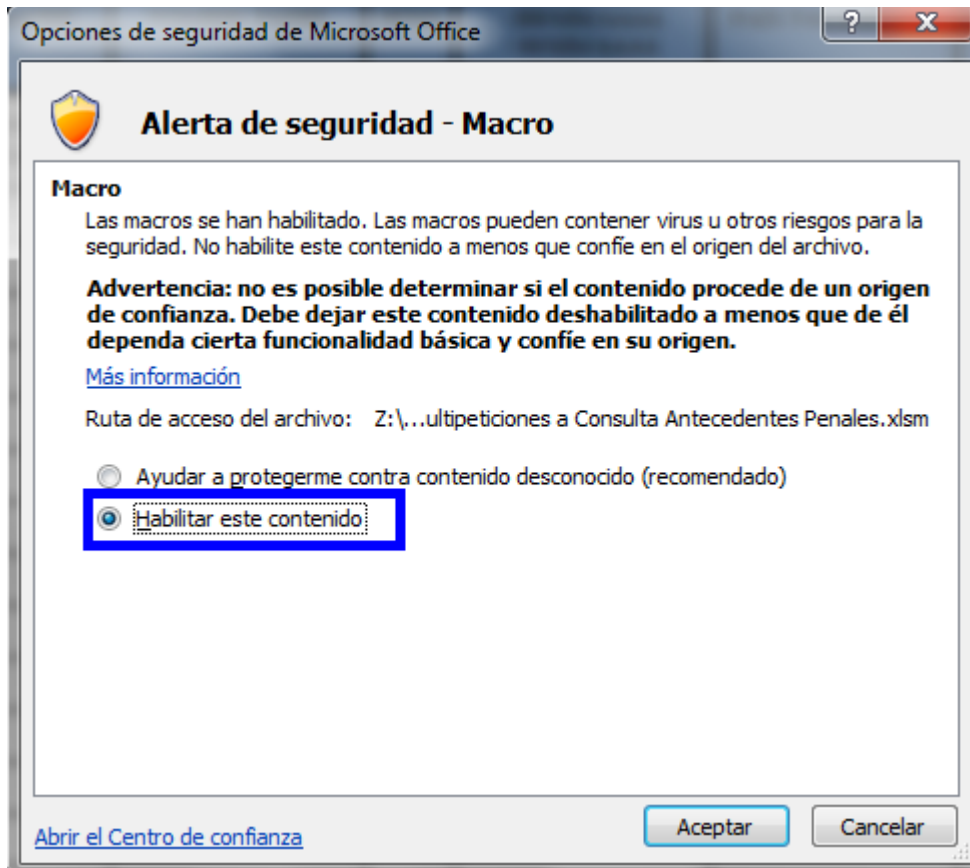 Opciones de seguridad de Microsoft Office
Alerta de seguridad - Macro
Macro
Las macros se han habilitado. Las macros pueden contener virus u otros riesgos para la
seguridad. No habilite este contenido a menos que confíe en el origen del archivo.
Advertencia: no es posible determinar si el contenido procede de un origen
de confianza. Debe dejar este contenido deshabilitado a menos que de él
dependa cierta funcionalidad básica y confíe en su origen.
Más información
Ruta de acceso del archivo: Z:\...ultipeticiones a Consulta Antecedentes Penales.xlsm
Ayudar a protegerme contra contenido desconocido (recomendado)
Habilitar este contenido
Abrir el Centro de confianza
Aceptar
Cancelar